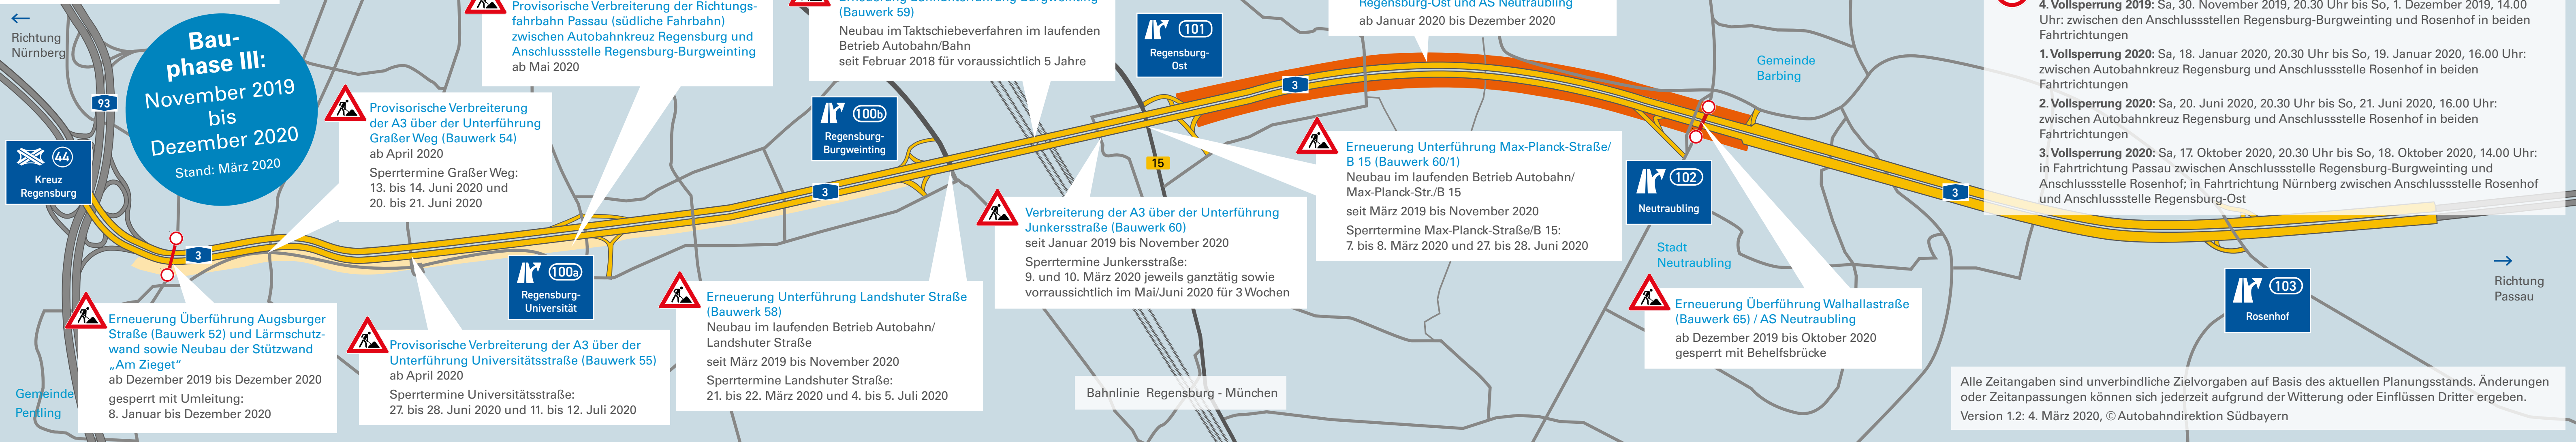 Richtung
Nürnberg
Bau-
phase III:
November 2019
bis
Dezember 2020
Stand: März 2020
93
44
Kreuz
Regensburg
3
Gemeinde
Pentling
Erneuerung Überführung Augsburger
Straße (Bauwerk 52) und Lärmschutz-
wand sowie Neubau der Stützwand
„Am Zieget“
ab Dezember 2019 bis Dezember 2020
gesperrt mit Umleitung:
8. Januar bis Dezember 2020
Provisorische Verbreiterung
der A3 über der Unterführung
Graßer Weg (Bauwerk 54)
ab April 2020
Sperrtermine Graßer Weg:
13. bis 14. Juni 2020 und
20. bis 21. Juni 2020
Provisorische Verbreiterung der A3 über der
Unterführung Universitätsstraße (Bauwerk 55)
ab April 2020
Sperrtermine Universitätsstraße:
27. bis 28. Juni 2020 und 11. bis 12. Juli 2020
Provisorische Verbreiterung der Richtungs-
fahrbahn Passau (südliche Fahrbahn)
zwischen Autobahnkreuz Regensburg und
Anschlussstelle Regensburg-Burgweinting
ab Mai 2020
100a
Regensburg-
Universität
3
100b
Regensburg-
Burgweinting
Erneuerung Unterführung Landshuter Straße
(Bauwerk 58)
Neubau im laufenden Betrieb Autobahn/
Landshuter Straße
seit März 2019 bis November 2020
Sperrtermine Landshuter Straße:
21. bis 22. März 2020 und 4. bis 5. Juli 2020
Erneuerung Bahnunterführung Burgweinting
(Bauwerk 59)
Neubau im Taktschiebeverfahren im laufenden
Betrieb Autobahn/Bahn
seit Februar 2018 für voraussichtlich 5 Jahre
Verbreiterung der A3 über der Unterführung
Junkersstraße (Bauwerk 60)
seit Januar 2019 bis November 2020
Sperrtermine Junkersstraße:
9. und 10. März 2020 jeweils ganztätig sowie
vorraussichtlich im Mai/Juni 2020 für 3 Wochen
Bahnlinie Regensburg - München
101
Regensburg-
Ost
15
3
Regensburg-Ost und AS Neutraubling
ab Januar 2020 bis Dezember 2020
Erneuerung Unterführung Max-Planck-Straße/
B 15 (Bauwerk 60/1)
Neubau im laufenden Betrieb Autobahn/
Max-Planck-Str./B 15
seit März 2019 bis November 2020
Sperrtermine Max-Planck-Straße/B 15:
7. bis 8. März 2020 und 27. bis 28. Juni 2020
Gemeinde
Barbing
102
Neutraubling
Stadt
Neutraubling
Erneuerung Überführung Walhallastraße
(Bauwerk 65) / AS Neutraubling
ab Dezember 2019 bis Oktober 2020
gesperrt mit Behelfsbrücke
3
4. Vollsperrung 2019: Sa, 30. November 2019, 20.30 Uhr bis So, 1. Dezember 2019, 14.00
Uhr: zwischen den Anschlussstellen Regensburg-Burgweinting und Rosenhof in beiden
Fahrtrichtungen
1. Vollsperrung 2020: Sa, 18. Januar 2020, 20.30 Uhr bis So, 19. Januar 2020, 16.00 Uhr:
zwischen Autobahnkreuz Regensburg und Anschlussstelle Rosenhof in beiden
Fahrtrichtungen
2. Vollsperrung 2020: Sa, 20. Juni 2020, 20.30 Uhr bis So, 21. Juni 2020, 16.00 Uhr:
zwischen Autobahnkreuz Regensburg und Anschlussstelle Rosenhof in beiden
Fahrtrichtungen
3. Vollsperrung 2020: Sa, 17. Oktober 2020, 20.30 Uhr bis So, 18. Oktober 2020, 14.00 Uhr:
in Fahrtrichtung Passau zwischen Anschlussstelle Regensburg-Burgweinting und
Anschlussstelle Rosenhof; in Fahrtrichtung Nürnberg zwischen Anschlussstelle Rosenhof
und Anschlussstelle Regensburg-Ost
103
Rosenhof
Richtung
Passau
Alle Zeitangaben sind unverbindliche Zielvorgaben auf Basis des aktuellen Planungsstands. Änderungen
oder Zeitanpassungen können sich jederzeit aufgrund der Witterung oder Einflüssen Dritter ergeben.
Version 1.2: 4. März 2020, © Autobahndirektion Südbayern